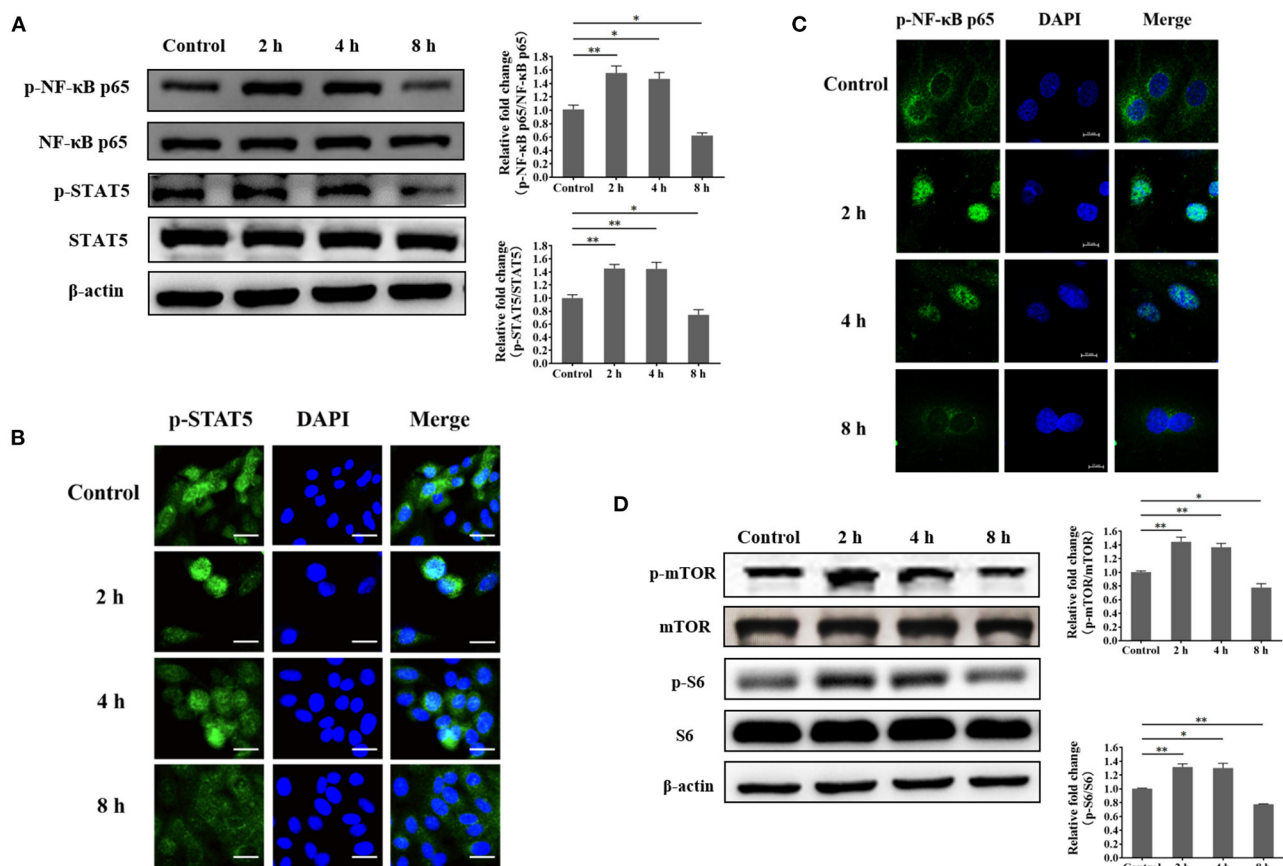 A
Control 2 h 4 h 8 h
p-NF-κB p65
NF-κB p65
p-STAT5
STAT5
β-actin
Relative fold change
(p-NF-κB p65/NF-κB p65)
*
*
**
1.8
1.6
1.4
1.2
1.0
0.8
0.6
0.4
0.2
0.0
Control 2 h 4 h 8 h
Relative fold change
(p-STAT5/STAT5)
*
**
**
1.8
1.6
1.4
1.2
1.0
0.8
0.6
0.4
0.2
0.0
Control 2 h 4 h 8 h
B
p-STAT5 DAPI Merge
Control
2 h
4 h
8 h
C
p-NF-κB p65 DAPI Merge
Control
2 h
4 h
8 h
D
Control 2 h 4 h 8 h
p-mTOR
mTOR
p-S6
S6
β-actin
Relative fold change
(p-mTOR/mTOR)
*
**
**
1.6
1.4
1.2
1.0
0.8
0.6
0.4
0.2
0.0
Control 2 h 4 h 8 h
Relative fold change
(p-S6/S6)
**
*
**
1.6
1.4
1.2
1.0
0.8
0.6
0.4
0.2